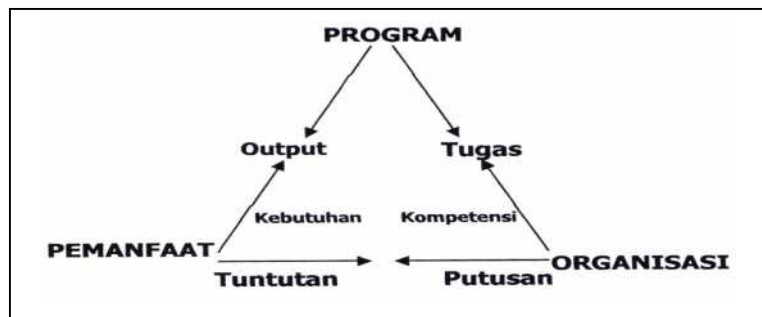 PROGRAM
Output Tugas
Kebutuhan Kompetensi
PEMANFAAT ORGANISASI
Tuntutan Putusan